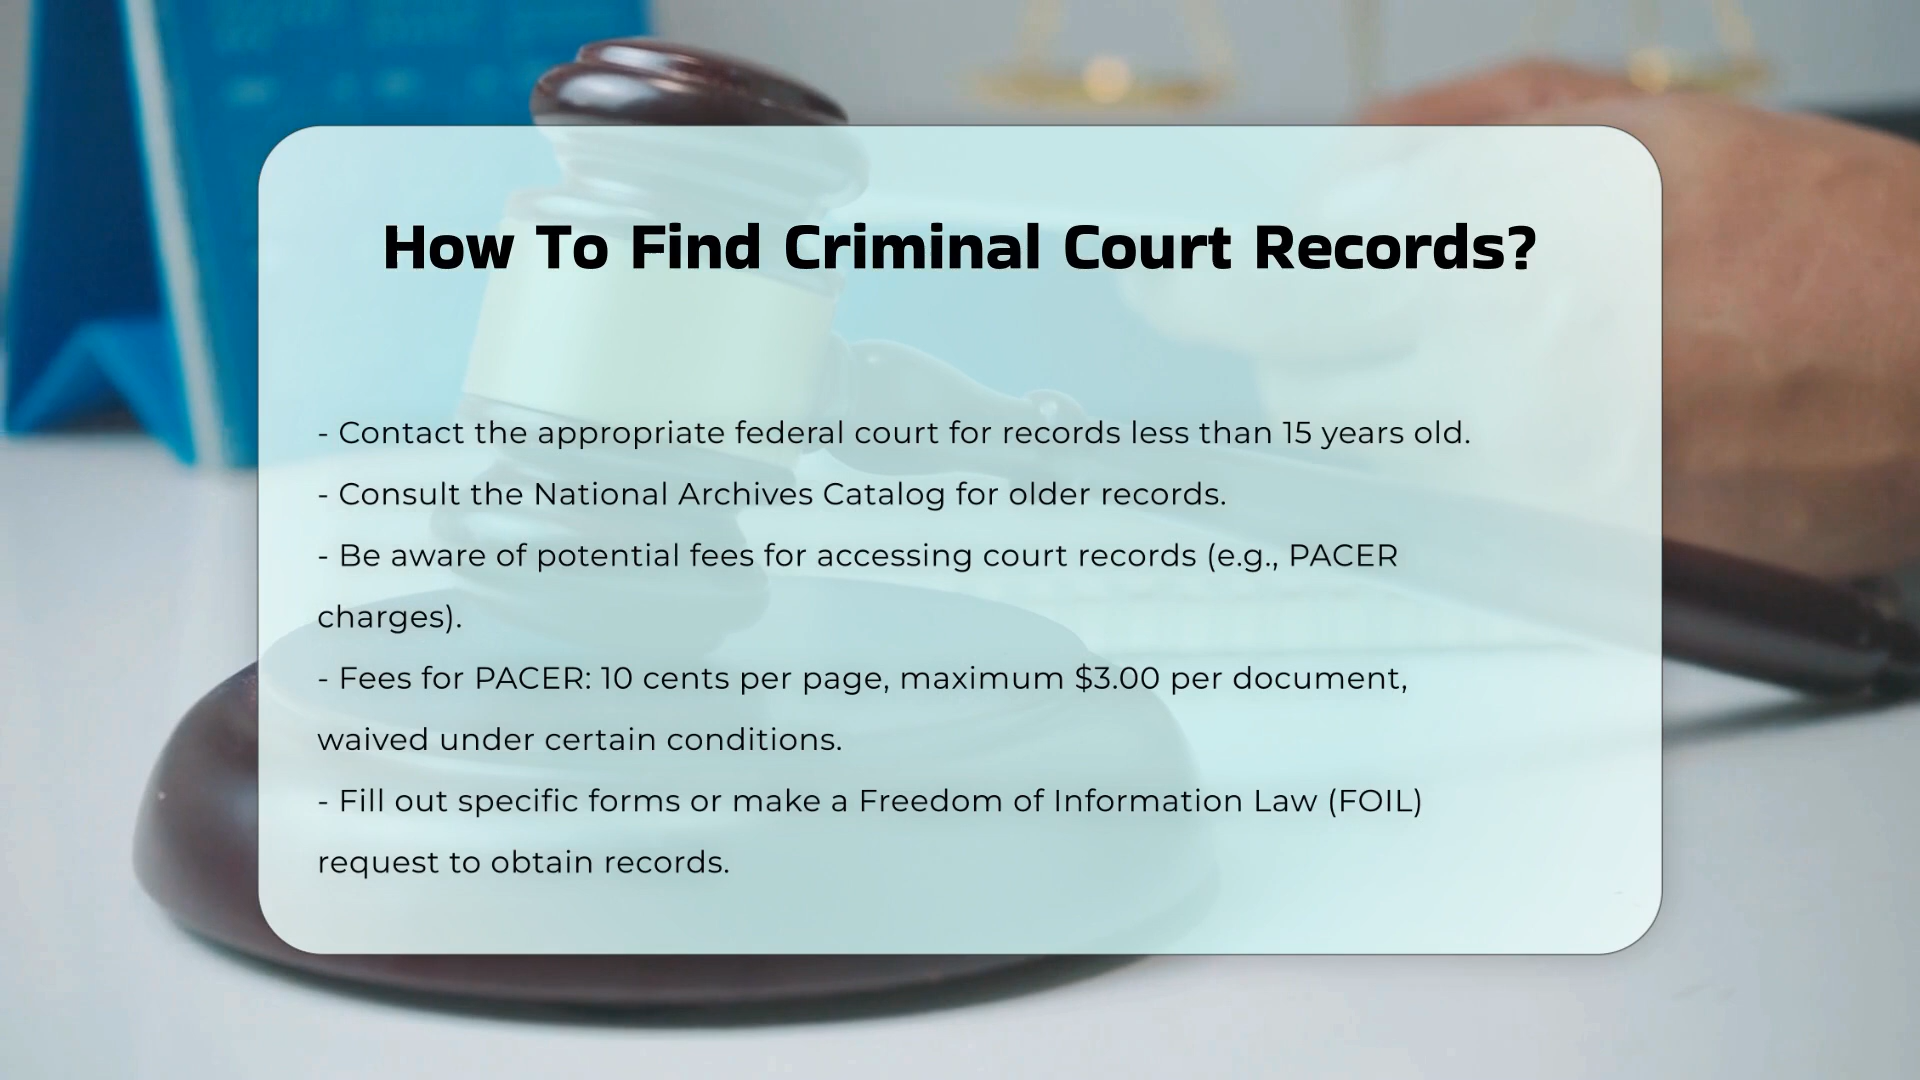 How To Find Criminal Court Records?
- Contact the appropriate federal court for records less than 15 years old.
- Consult the National Archives Catalog for older records.
- Be aware of potential fees for accessing court records (e.g., PACER
charges).
- Fees for PACER: 10 cents per page, maximum $3.00 per document,
waived under certain conditions.
- Fill out specific forms or make a Freedom of Information Law (FOIL)
request to obtain records.